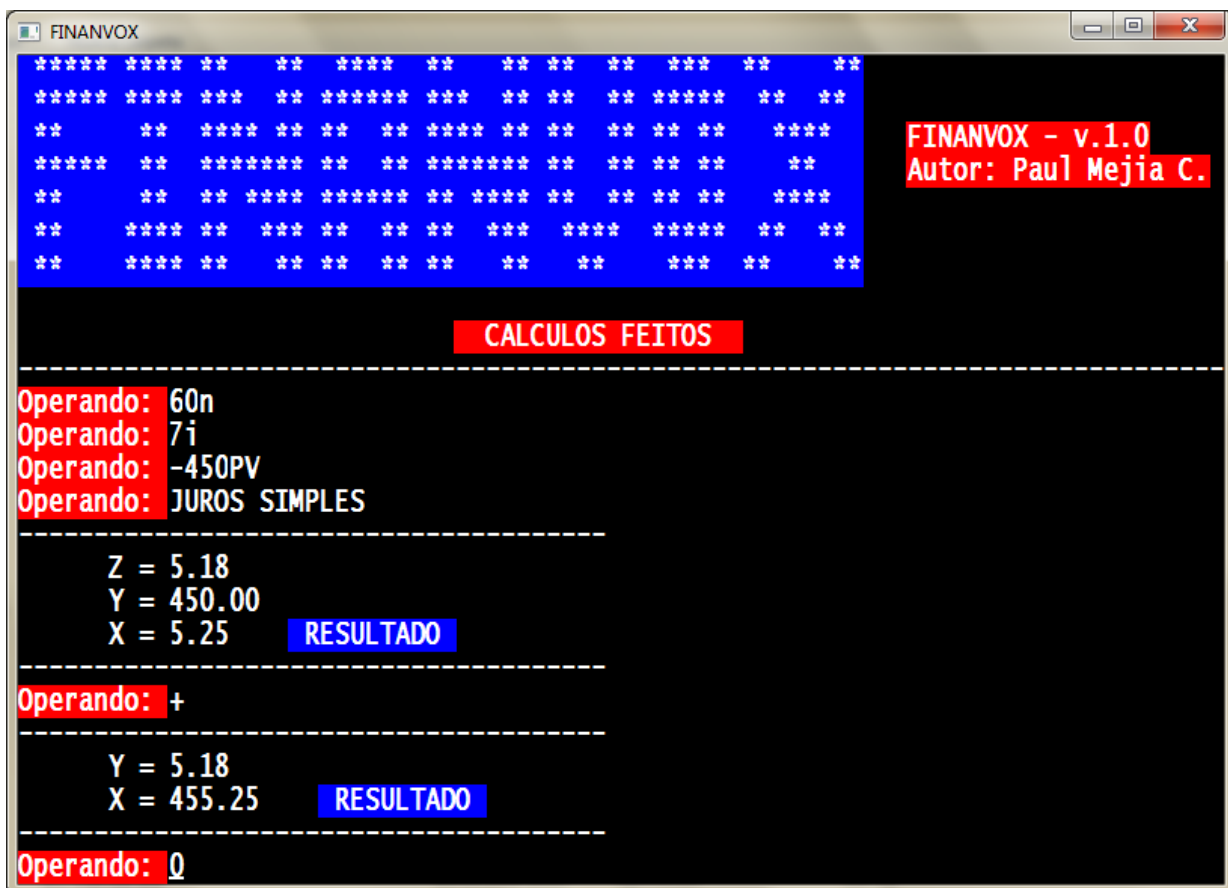 FINANVOX
FINANVOX - v.1.0
Autor: Paul Mejia C.
CALCULOS FEITOS
Operando: 60n
Operando: 7i
Operando: -450PV
Operando: JUROS SIMPLES
Z = 5.18
Y = 450.00
X = 5.25 RESULTADO
Operando: +
Y = 5.18
X = 455.25 RESULTADO
Operando: 0